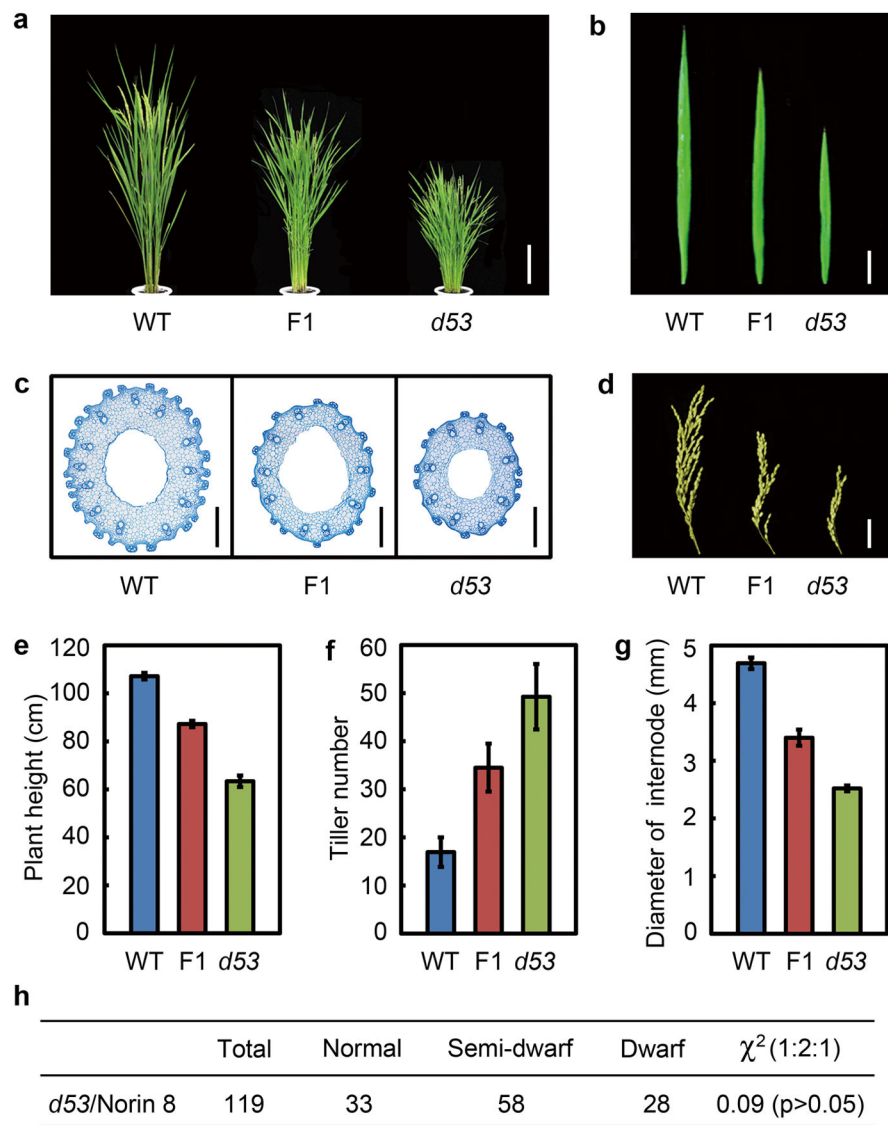 a
WT F1 d53
b
WT F1 d53
c
WT F1 d53
d
WT F1 d53
e
Plant height (cm)
120
100
80
60
40
20
0
WT F1 d53
f
Tiller number
60
50
40
30
20
10
0
WT F1 d53
g
Diameter of internode (mm)
5
4
3
2
1
0
WT F1 d53
h
Total Normal Semi-dwarf Dwarf χ² (1:2:1)
d53/Norin 8 119 33 58 28 0.09 (p>0.05)